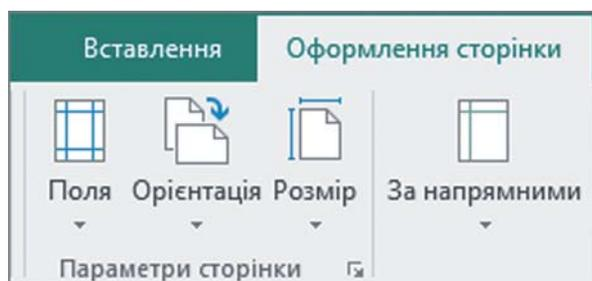 Вставлення Оформлення сторінки
Поля Орієнтація Розмір За напрямними
Параметри сторінки